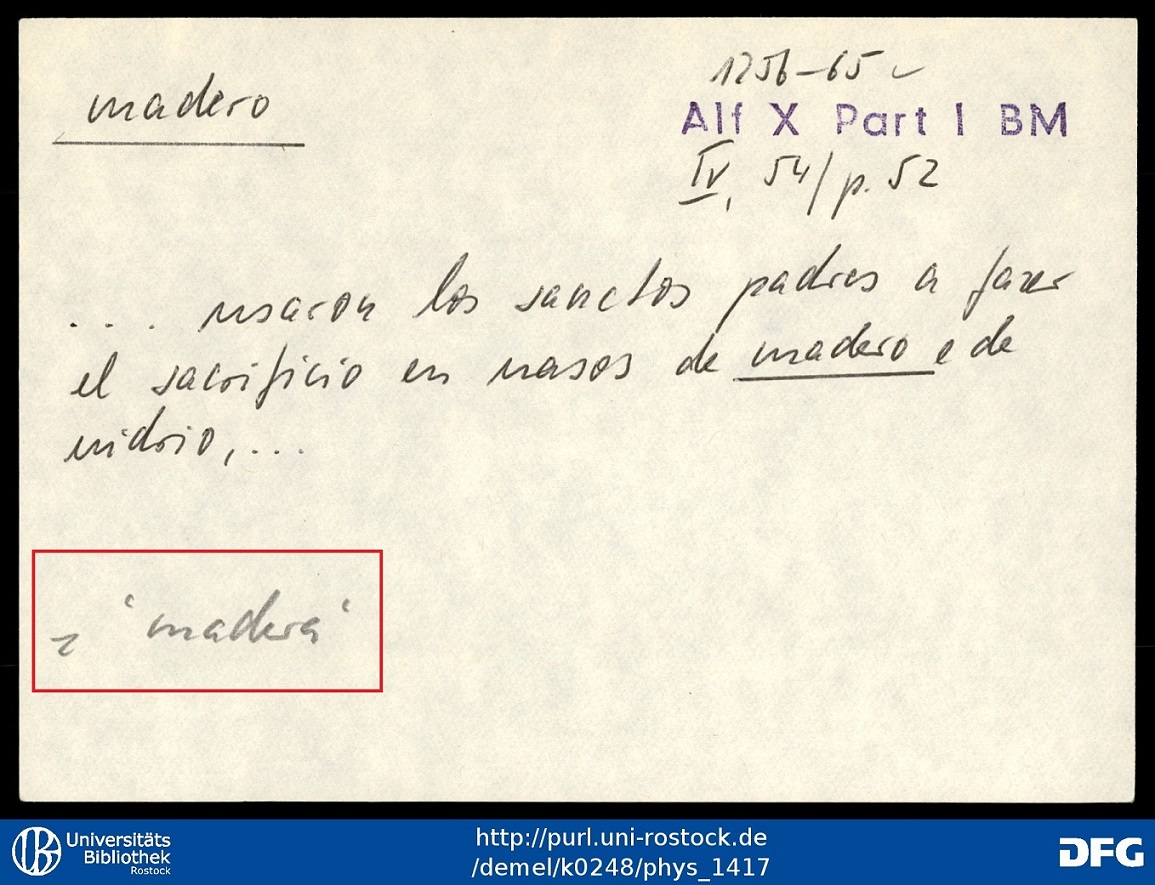 madero
1256-65
Alf X Part I BM
IV, 54/p. 52
... usaron los sanctos padres a fazer
el sacrificio en uasos de madero e de
uidrio,...
‘madera’
Universitäts
Bibliothek
Rostock
http://purl.uni-rostock.de
/demel/k0248/phys_1417
DFG